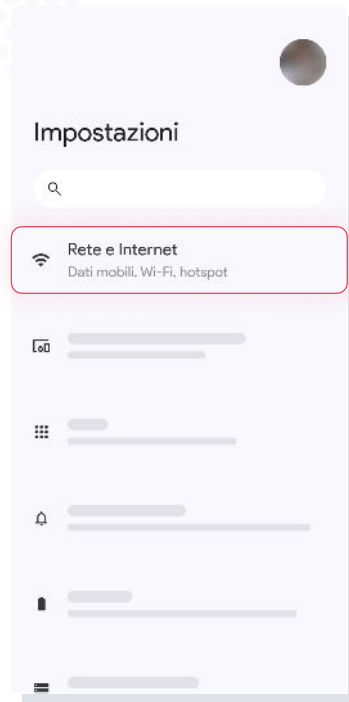 Impostazioni
Rete e Internet
Dati mobili, Wi-Fi, hotspot